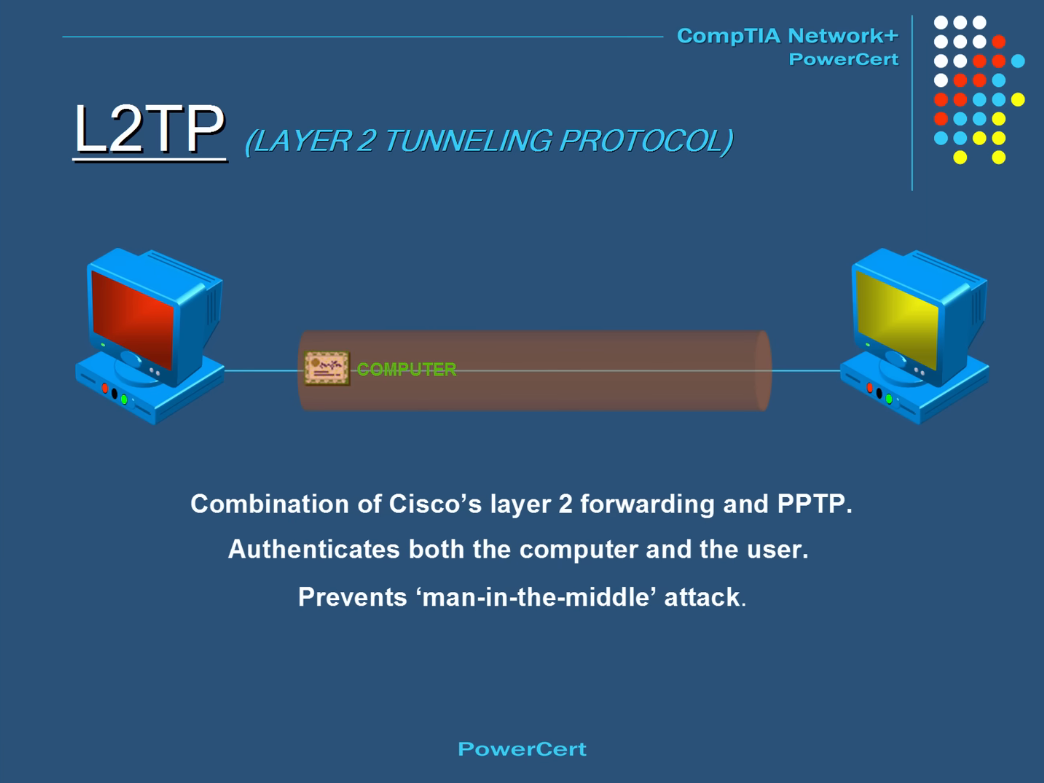 CompTIA Network+
PowerCert
L2TP (LAYER 2 TUNNELING PROTOCOL)
COMPUTER
Combination of Cisco’s layer 2 forwarding and PPTP.
Authenticates both the computer and the user.
Prevents ‘man-in-the-middle’ attack.
PowerCert